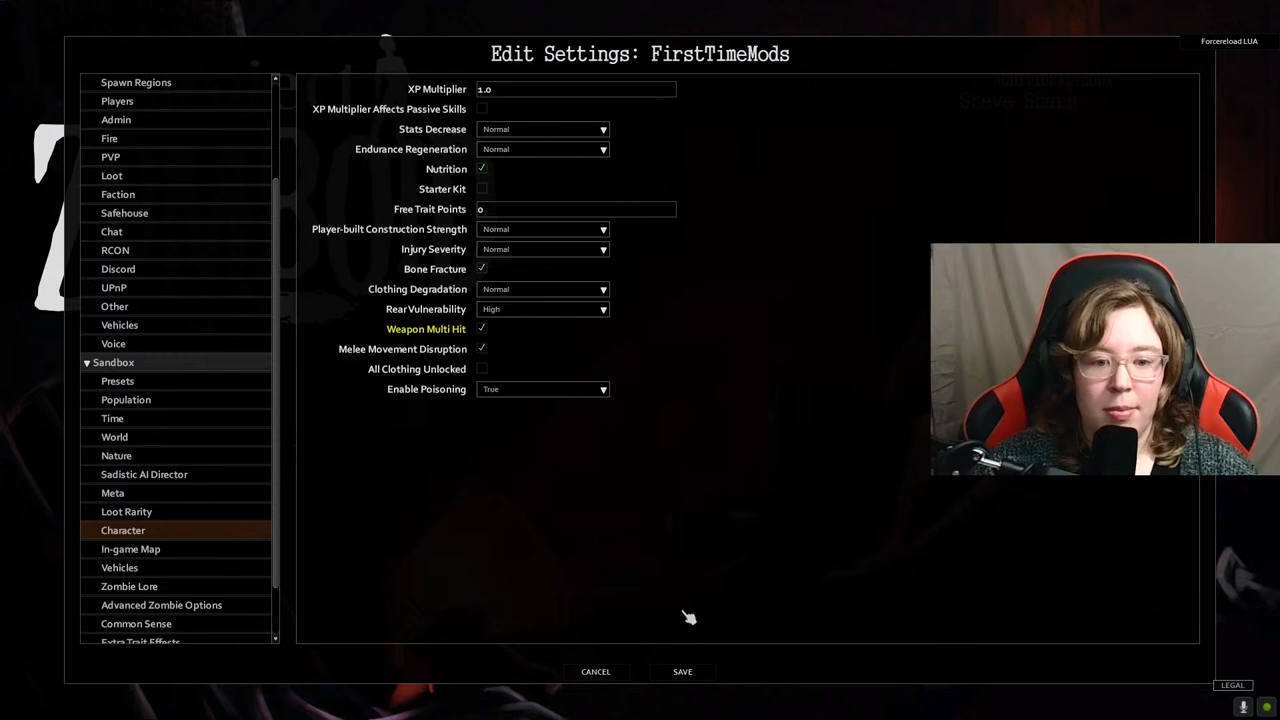 Edit Settings: FirstTimeMods
Forcereload LUA
Spawn Regions
Players
Admin
Fire
PVP
Loot
Faction
Safehouse
Chat
RCON
Discord
UPnP
Other
Vehicles
Voice
Sandbox
Presets
Population
Time
World
Nature
Sadistic AI Director
Meta
Loot Rarity
Character
In-game Map
Vehicles
Zombie Lore
Advanced Zombie Options
Common Sense
Extra Trait Effects
XP Multiplier 1.0
XP Multiplier Affects Passive Skills
Stats Decrease Normal
Endurance Regeneration Normal
Nutrition
Starter Kit
Free Trait Points 0
Player-built Construction Strength Normal
Injury Severity Normal
Bone Fracture
Clothing Degradation Normal
Rear Vulnerability High
Weapon Multi Hit
Melee Movement Disruption
All Clothing Unlocked
Enable Poisoning True
CANCEL
SAVE
LEGAL